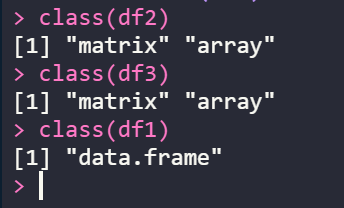 > class(df2)
[1] "matrix" "array"
> class(df3)
[1] "matrix" "array"
> class(df1)
[1] "data.frame"
>